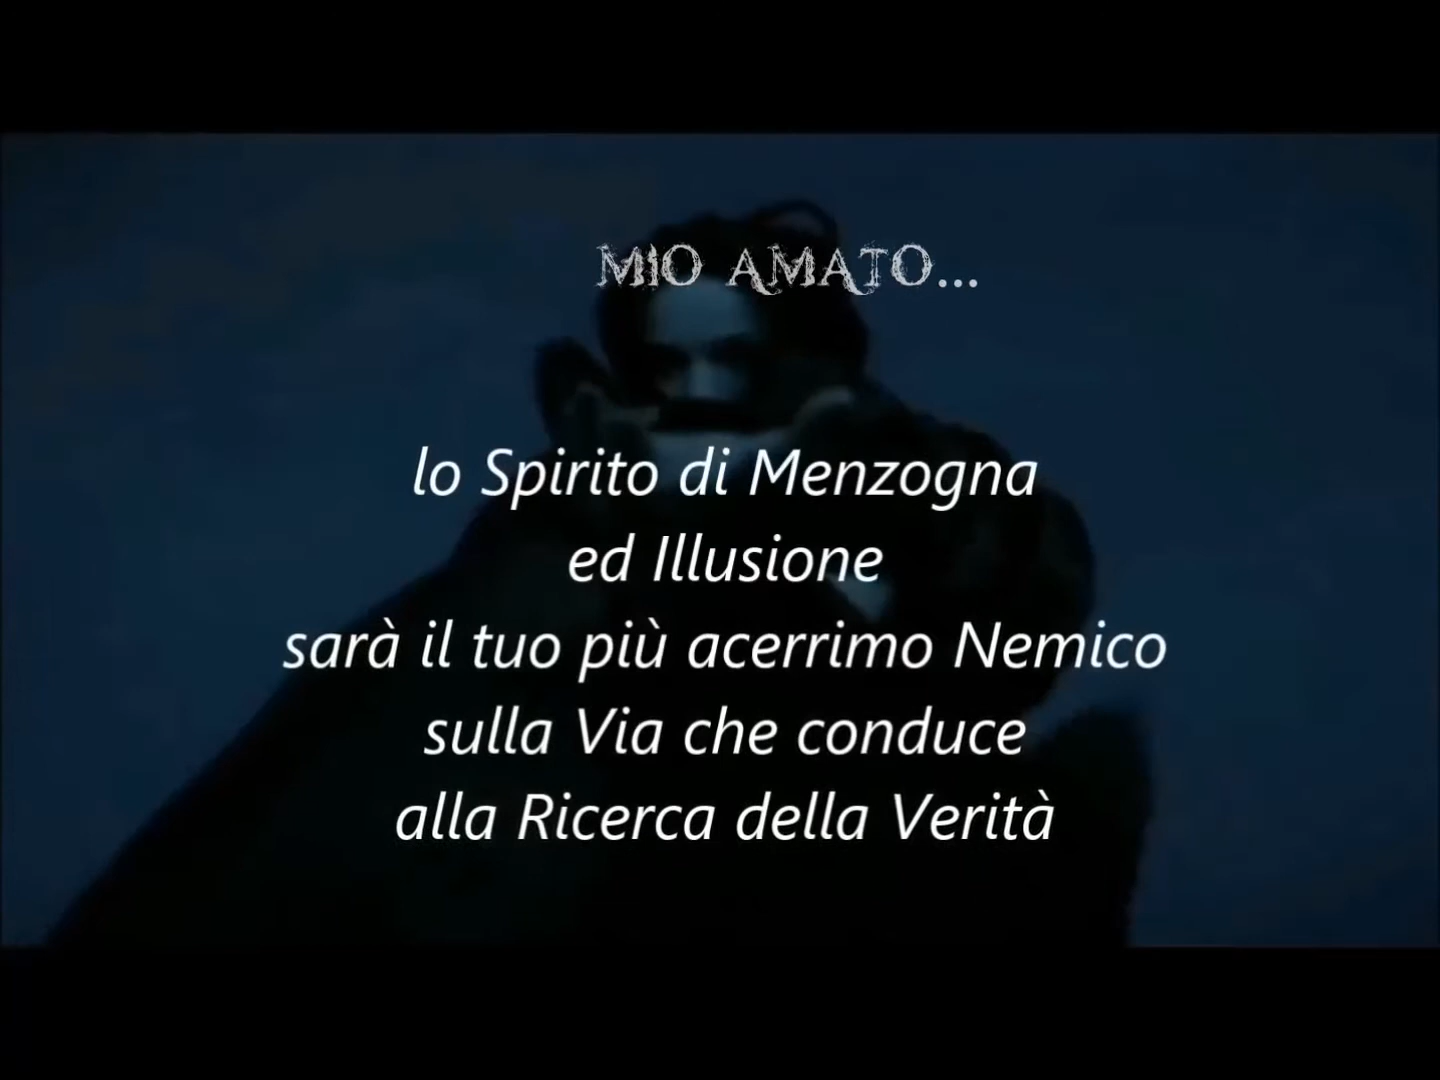 MIO AMATO...
lo Spirito di Menzogna
ed Illusione
sarà il tuo più acerrimo Nemico
sulla Via che conduce
alla Ricerca della Verità